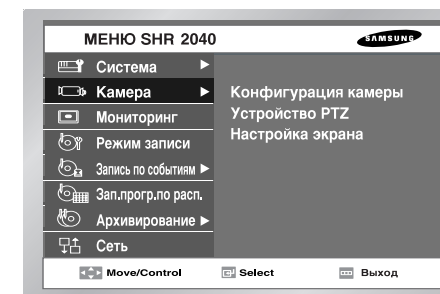 МЕНЮ SHR 2040
SAMSUNG
Система
Камера
Мониторинг
Режим записи
Запись по событиям
Зап.прогр.по расп.
Архивирование
Сеть
Конфигурация камеры
Устройство PTZ
Настройка экрана
Move/Control
Select
Выход